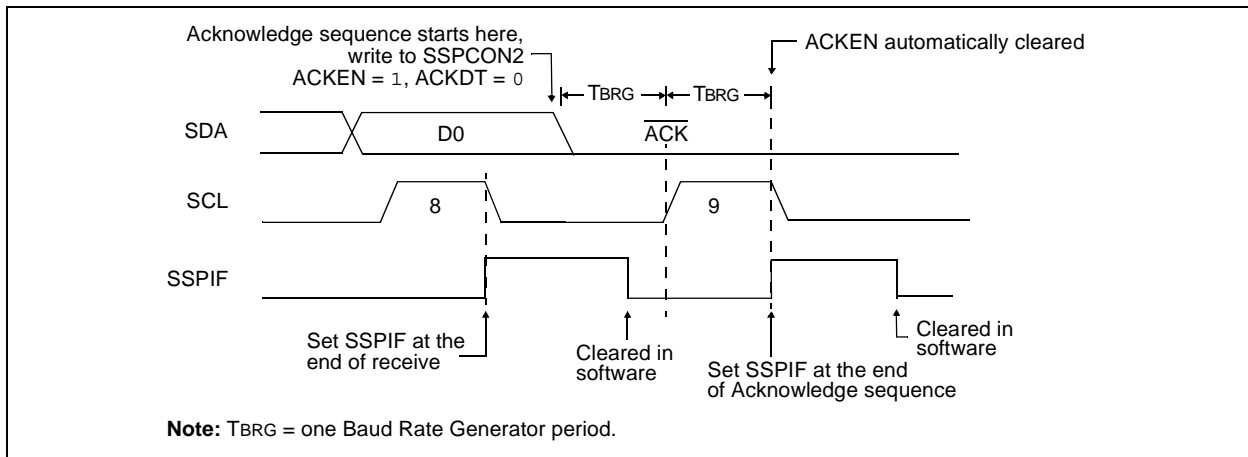 Acknowledge sequence starts here,
write to SSPCON2
ACKEN = 1, ACKDT = 0
ACKEN automatically cleared
TBRG
TBRG
SDA
D0
ACK
SCL
8
9
SSPIF
Set SSPIF at the
end of receive
Cleared in
software
Set SSPIF at the end
of Acknowledge sequence
Cleared in
software
Note: TBRG = one Baud Rate Generator period.